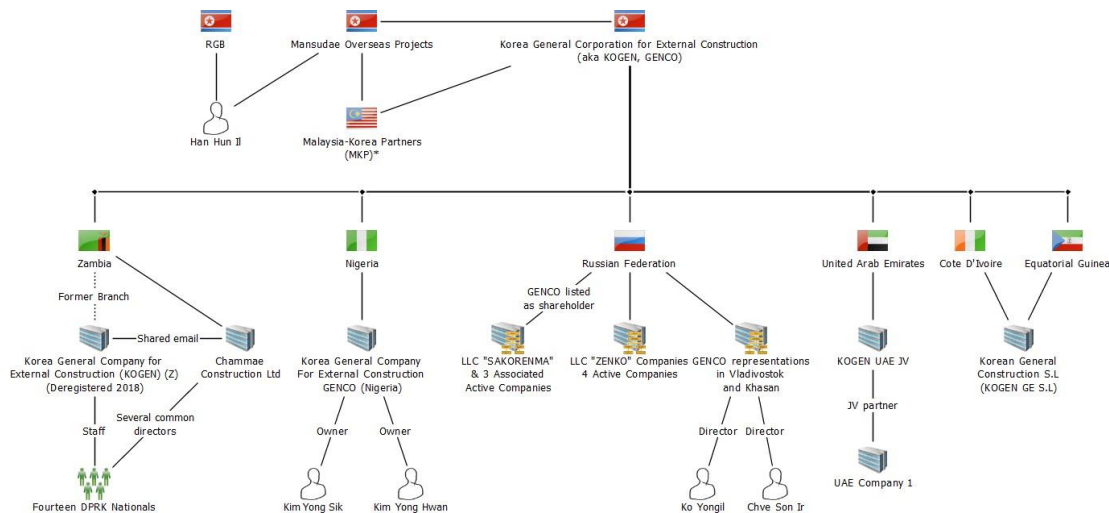 RGB
Mansudae Overseas Projects
Korea General Corporation for External Construction
(aka KOGEN, GENCO)
Han Hun Il
Malaysia-Korea Partners
(MKP)*
Zambia
Nigeria
Russian Federation
United Arab Emirates
Cote D'Ivoire
Equatorial Guinea
Former Branch
GENCO listed
as shareholder
Shared email
Korea General Company for
External Construction (KOGEN) (Z)
(Deregistered 2018)
Chammae
Construction Ltd
Korea General Company
For External Construction
GENCO (Nigeria)
LLC "SAKORENMA"
& 3 Associated
Active Companies
LLC "ZENKO" Companies
4 Active Companies
GENCO representations
in Vladivostok
and Khasan
KOGEN UAE JV
Korean General
Construction S.L
(KOGEN GE S.L)
Staff
Several common
directors
Owner
Owner
Director
Director
JV partner
Fourteen DPRK Nationals
Kim Yong Sik
Kim Yong Hwan
Ko Yongil
Chve Son Ir
UAE Company 1